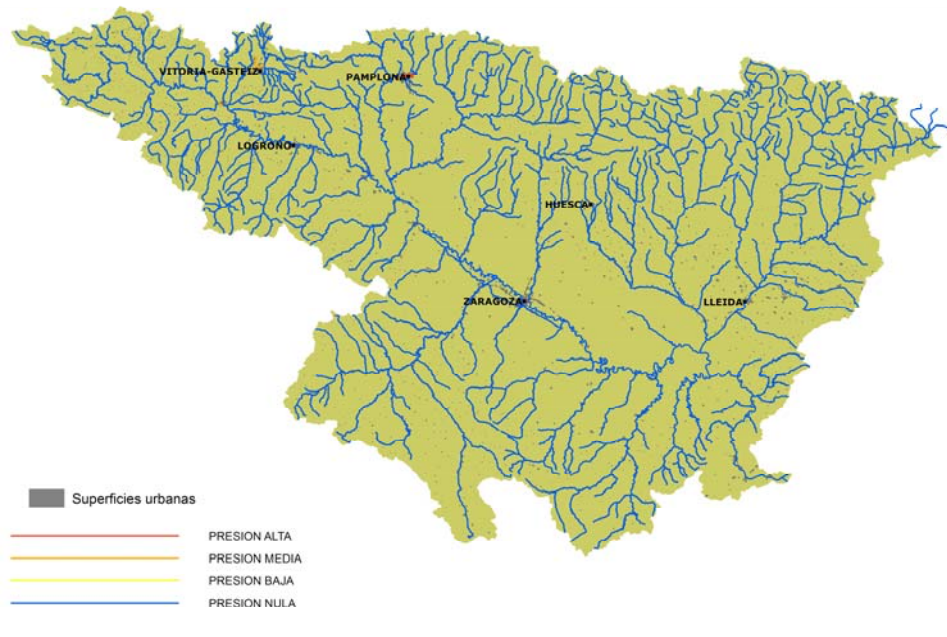 VITORIA-GASTEIZ
PAMPLONA
LOGROÑO
HUESCA
ZARAGOZA
LLEIDA
Superficies urbanas
PRESION ALTA
PRESION MEDIA
PRESION BAJA
PRESION NULA